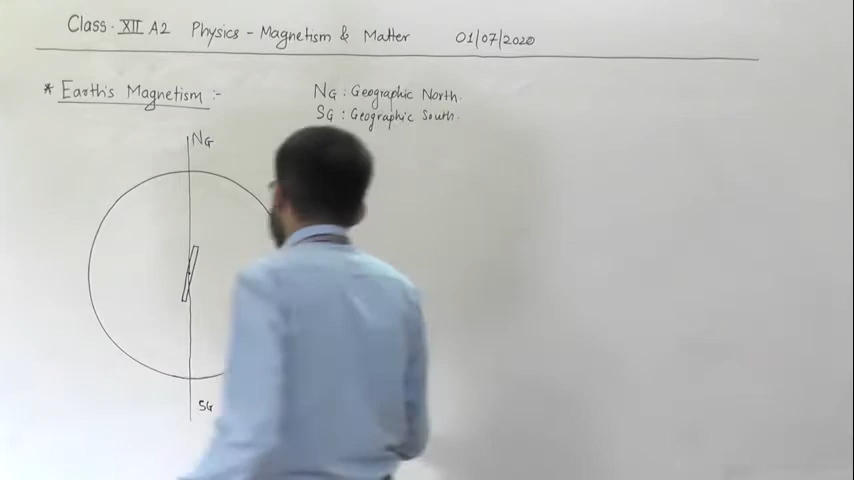 Class. XII A2 Physics - Magnetism & Matter 01/07/2020
* Earth's Magnetism :-
NG : Geographic North.
SG : Geographic South.
NG
SG